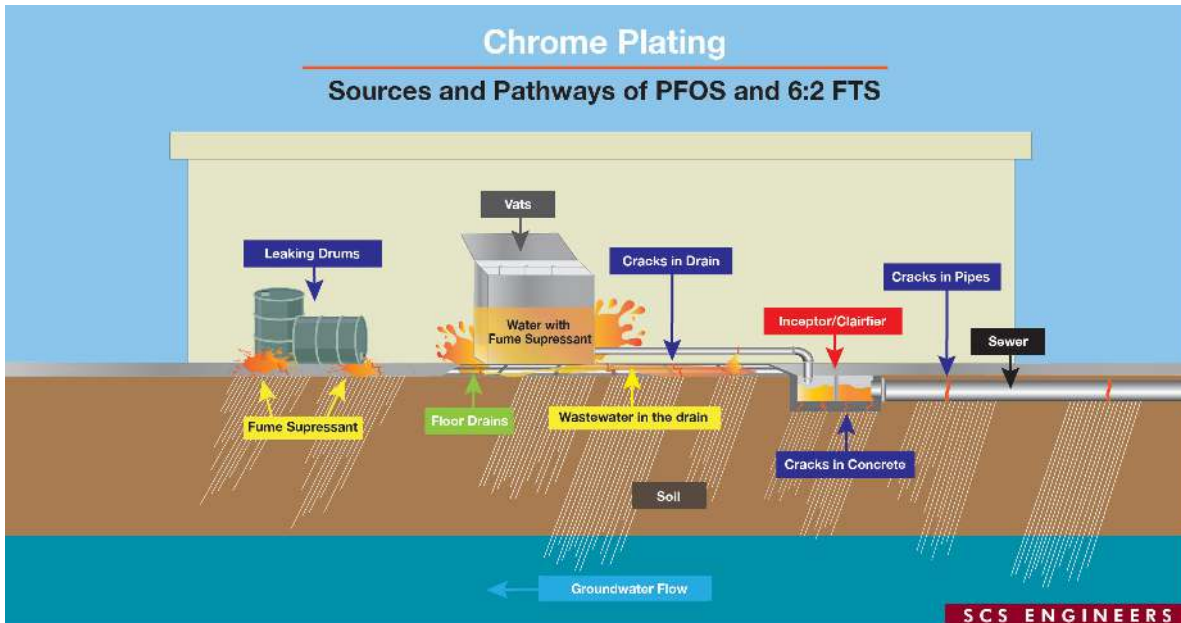 Chrome Plating
Sources and Pathways of PFOS and 6:2 FTS
Vats
Leaking Drums
Cracks in Drain
Cracks in Pipes
Water with
Fume Supressant
Inceptor/Clairfier
Sewer
Floor Drains
Wastewater in the drain
Fume Supressant
Cracks in Concrete
Soil
Groundwater Flow
SCS ENGINEERS